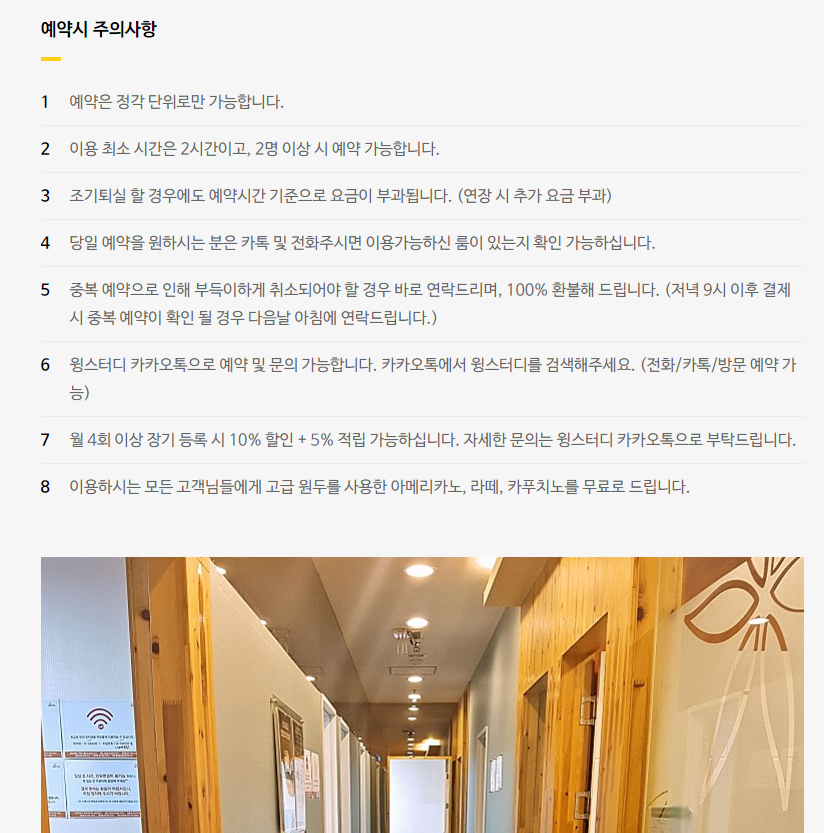 예약시 주의사항
1 예약은 정각 단위로만 가능합니다.
2 이용 최소 시간은 2시간이고, 2명 이상 시 예약 가능합니다.
3 조기퇴실 할 경우에도 예약시간 기준으로 요금이 부과됩니다. (연장 시 추가 요금 부과)
4 당일 예약을 원하시는 분은 카톡 및 전화주시면 이용가능하신 룸이 있는지 확인 가능하십니다.
5 중복 예약으로 인해 부득이하게 취소되어야 할 경우 바로 연락드리며, 100% 환불해 드립니다. (저녁 9시 이후 결제
시 중복 예약이 확인 될 경우 다음날 아침에 연락드립니다.)
6 윙스터디 카카오톡으로 예약 및 문의 가능합니다. 카카오톡에서 윙스터디를 검색해주세요. (전화/카톡/방문 예약 가
능)
7 월 4회 이상 장기 등록 시 10% 할인 + 5% 적립 가능하십니다. 자세한 문의는 윙스터디 카카오톡으로 부탁드립니다.
8 이용하시는 모든 고객님들에게 고급 원두를 사용한 아메리카노, 라떼, 카푸치노를 무료로 드립니다.